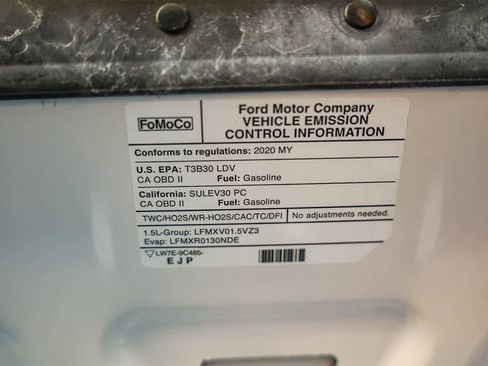 FoMoCo
Ford Motor Company
VEHICLE EMISSION
CONTROL INFORMATION
Conforms to regulations: 2020 MY
U.S. EPA: T3B30 LDV
CA OBD II Fuel: Gasoline
California: SULEV30 PC
CA OBD II Fuel: Gasoline
TWC/HO2S/WR-HO2S/CAC/TC/DFI No adjustments needed.
1.5L-Group: LFMXV01.5VZ3
Evap: LFMXR0130NDE
LW7E-9C485-
EJP